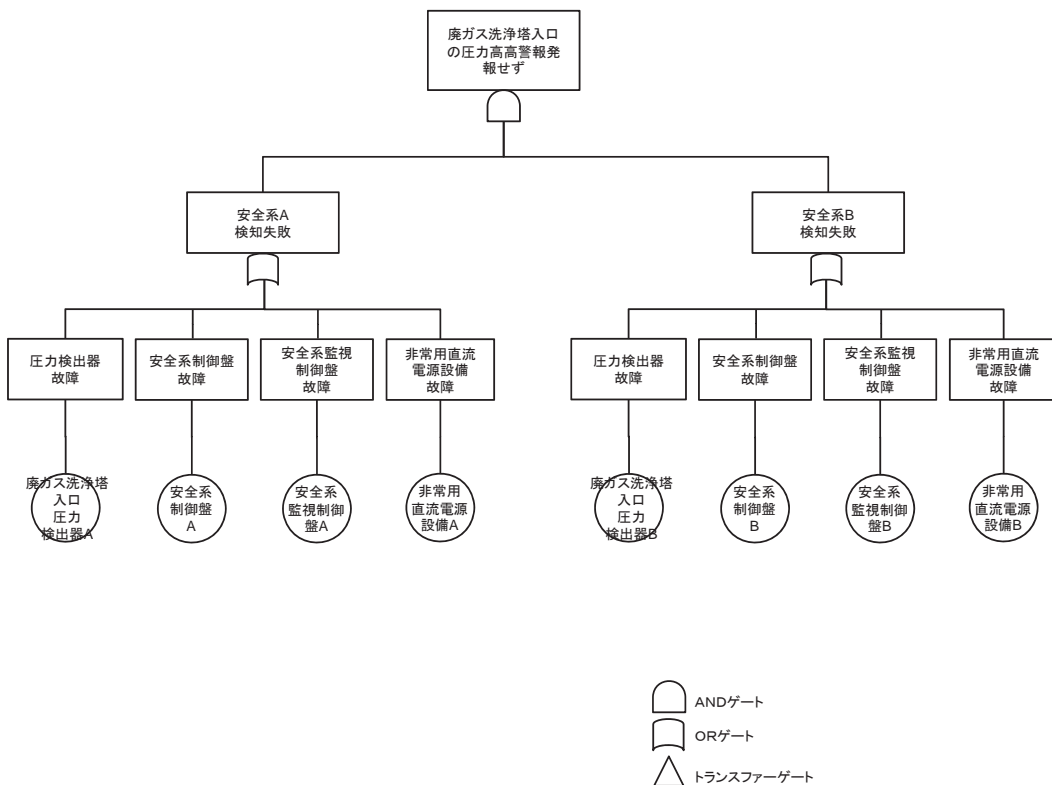 廃ガス洗浄塔入口
の圧力高高警報発
報せず
安全系A
検知失敗
安全系B
検知失敗
圧力検出器
故障
安全系制御盤
故障
安全系監視
制御盤
故障
非常用直流
電源設備
故障
圧力検出器
故障
安全系制御盤
故障
安全系監視
制御盤
故障
非常用直流
電源設備
故障
廃ガス洗浄塔
入口
圧力
検出器A
安全系
制御盤
A
安全系
監視制御
盤A
非常用
直流電源
設備A
廃ガス洗浄塔
入口
圧力
検出器B
安全系
制御盤
B
安全系
監視制御
盤B
非常用
直流電源
設備B
ANDゲート
ORゲート
トランスファーゲート